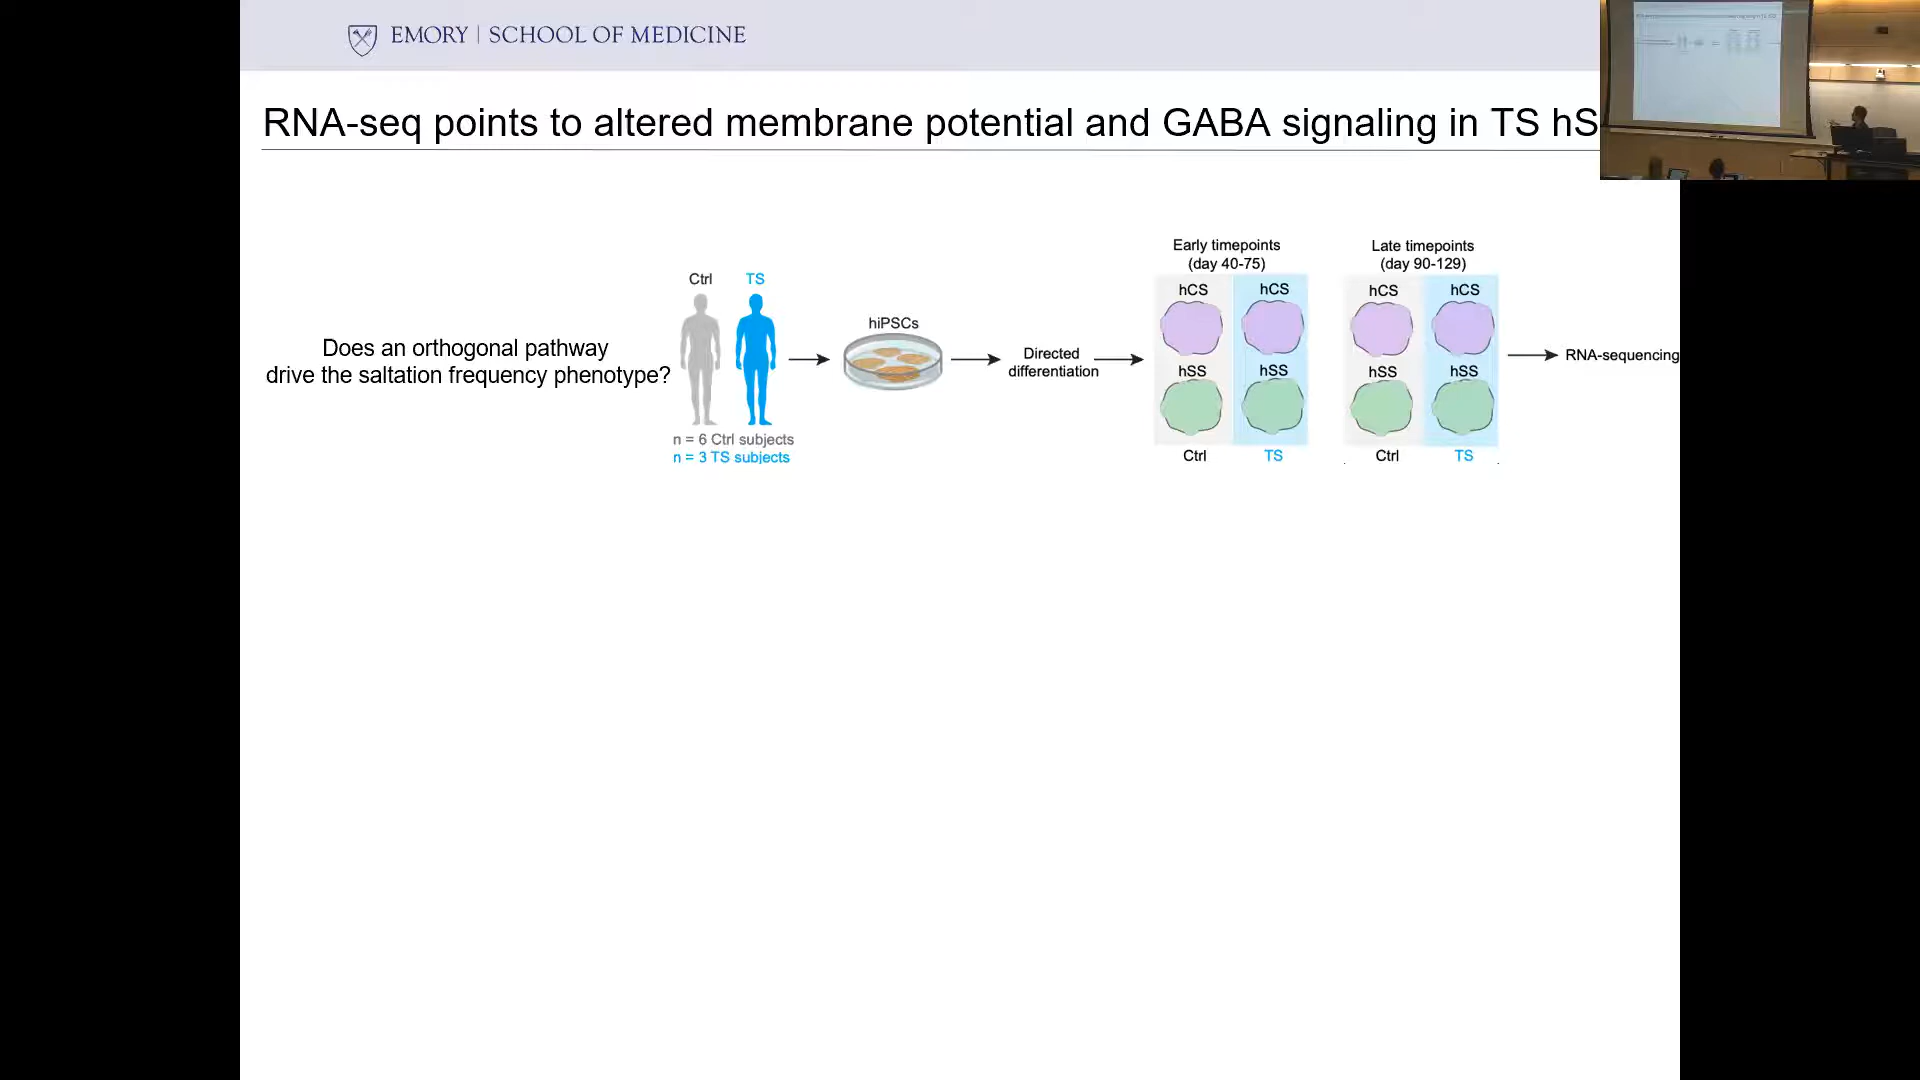 EMORY | SCHOOL OF MEDICINE
RNA-seq points to altered membrane potential and GABA signaling in TS hS
Does an orthogonal pathway
drive the saltation frequency phenotype?
Ctrl TS
n = 6 Ctrl subjects
n = 3 TS subjects
hiPSCs
Directed
differentiation
Early timepoints
(day 40-75)
hCS hCS
hSS hSS
Ctrl TS
Late timepoints
(day 90-129)
hCS hCS
hSS hSS
Ctrl TS
RNA-sequencing